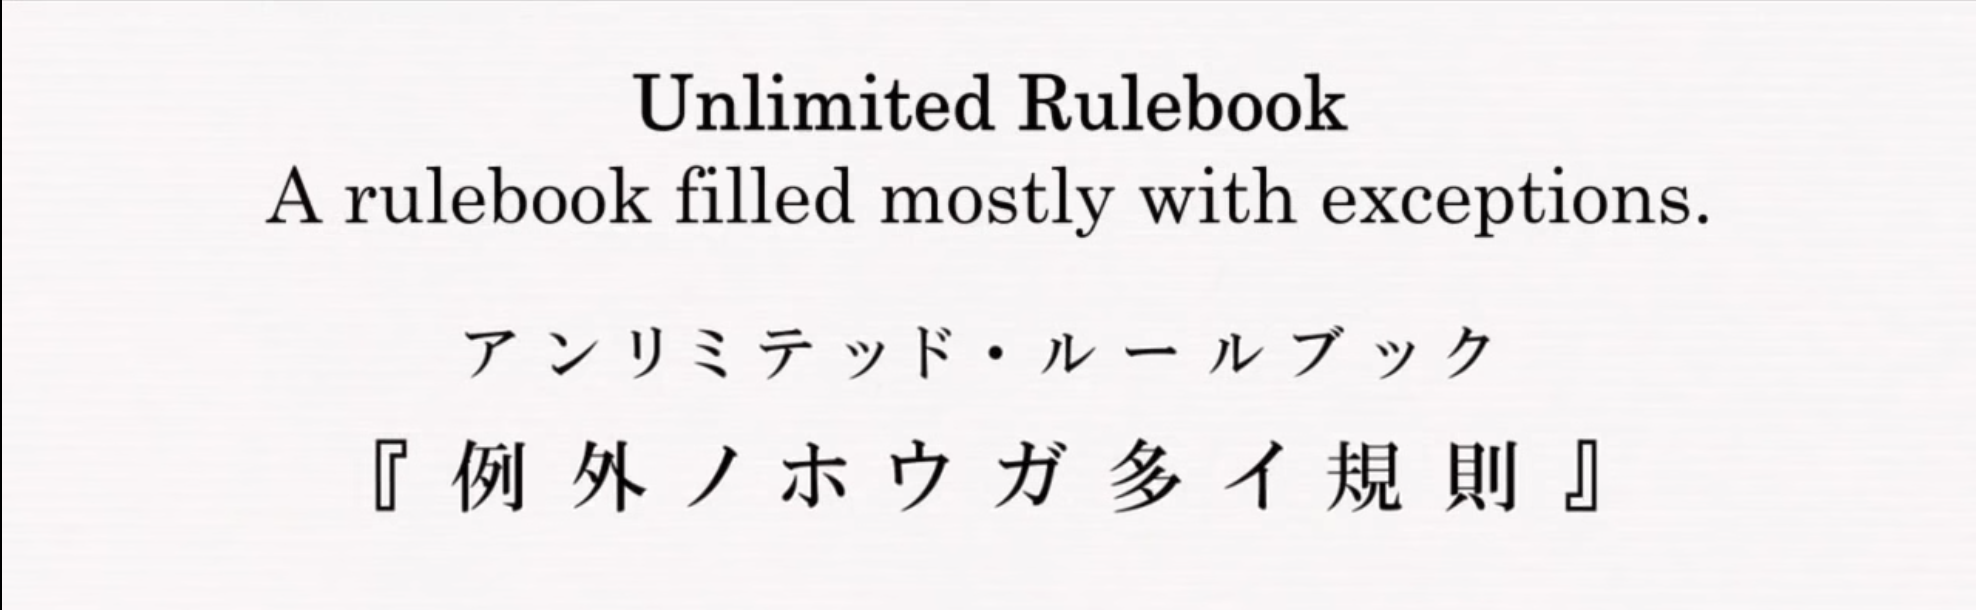 Unlimited Rulebook
A rulebook filled mostly with exceptions.
アンリミテッド・ルールブック
『例外ノホウガ多イ規則』